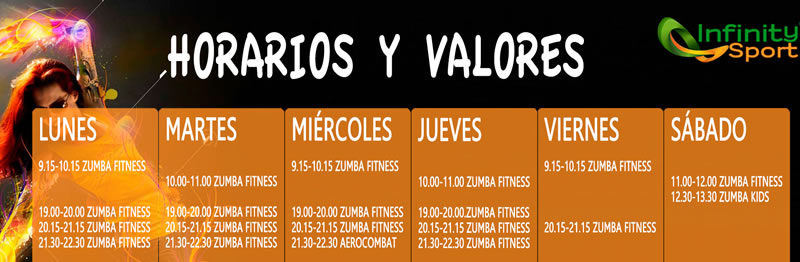 HORARIOS Y VALORES
Infinity
Sport
LUNES
9.15-10.15 ZUMBA FITNESS
19.00-20.00 ZUMBA FITNESS
20.15-21.15 ZUMBA FITNESS
21.30-22.30 ZUMBA FITNESS
MARTES
10.00-11.00 ZUMBA FITNESS
19.00-20.00 ZUMBA FITNESS
20.15-21.15 ZUMBA FITNESS
21.30-22.30 ZUMBA FITNESS
MIÉRCOLES
9.15-10.15 ZUMBA FITNESS
19.00-20.00 ZUMBA FITNESS
20.15-21.15 ZUMBA FITNESS
21.30-22.30 AEROCOMBAT
JUEVES
10.00-11.00 ZUMBA FITNESS
19.00-20.00.ZUMBA FITNESS
20.15-21.15 ZUMBA FITNESS
21.30-22.30 ZUMBA FITNESS
VIERNES
9.15-10.15 ZUMBA FITNESS
20.15-21.15 ZUMBA FITNESS
SÁBADO
11.00-12.00 ZUMBA FITNESS
12.30-13.30 ZUMBA KIDS